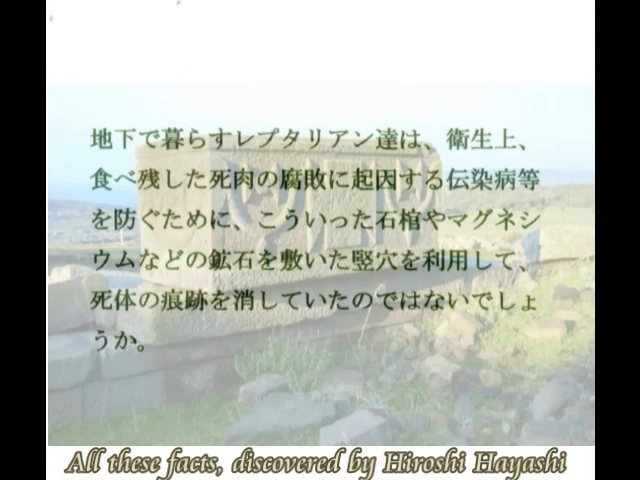 地下で暮らすレプタリアン達は、衛生上、
食べ残した死肉の腐敗に起因する伝染病等
を防ぐために、こういった石棺やマグネシ
ウムなどの鉱石を敷いた竪穴を利用して、
死体の痕跡を消していたのではないでしょ
うか。
All these facts, discovered by Hiroshi Hayashi